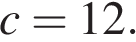 c = 12.